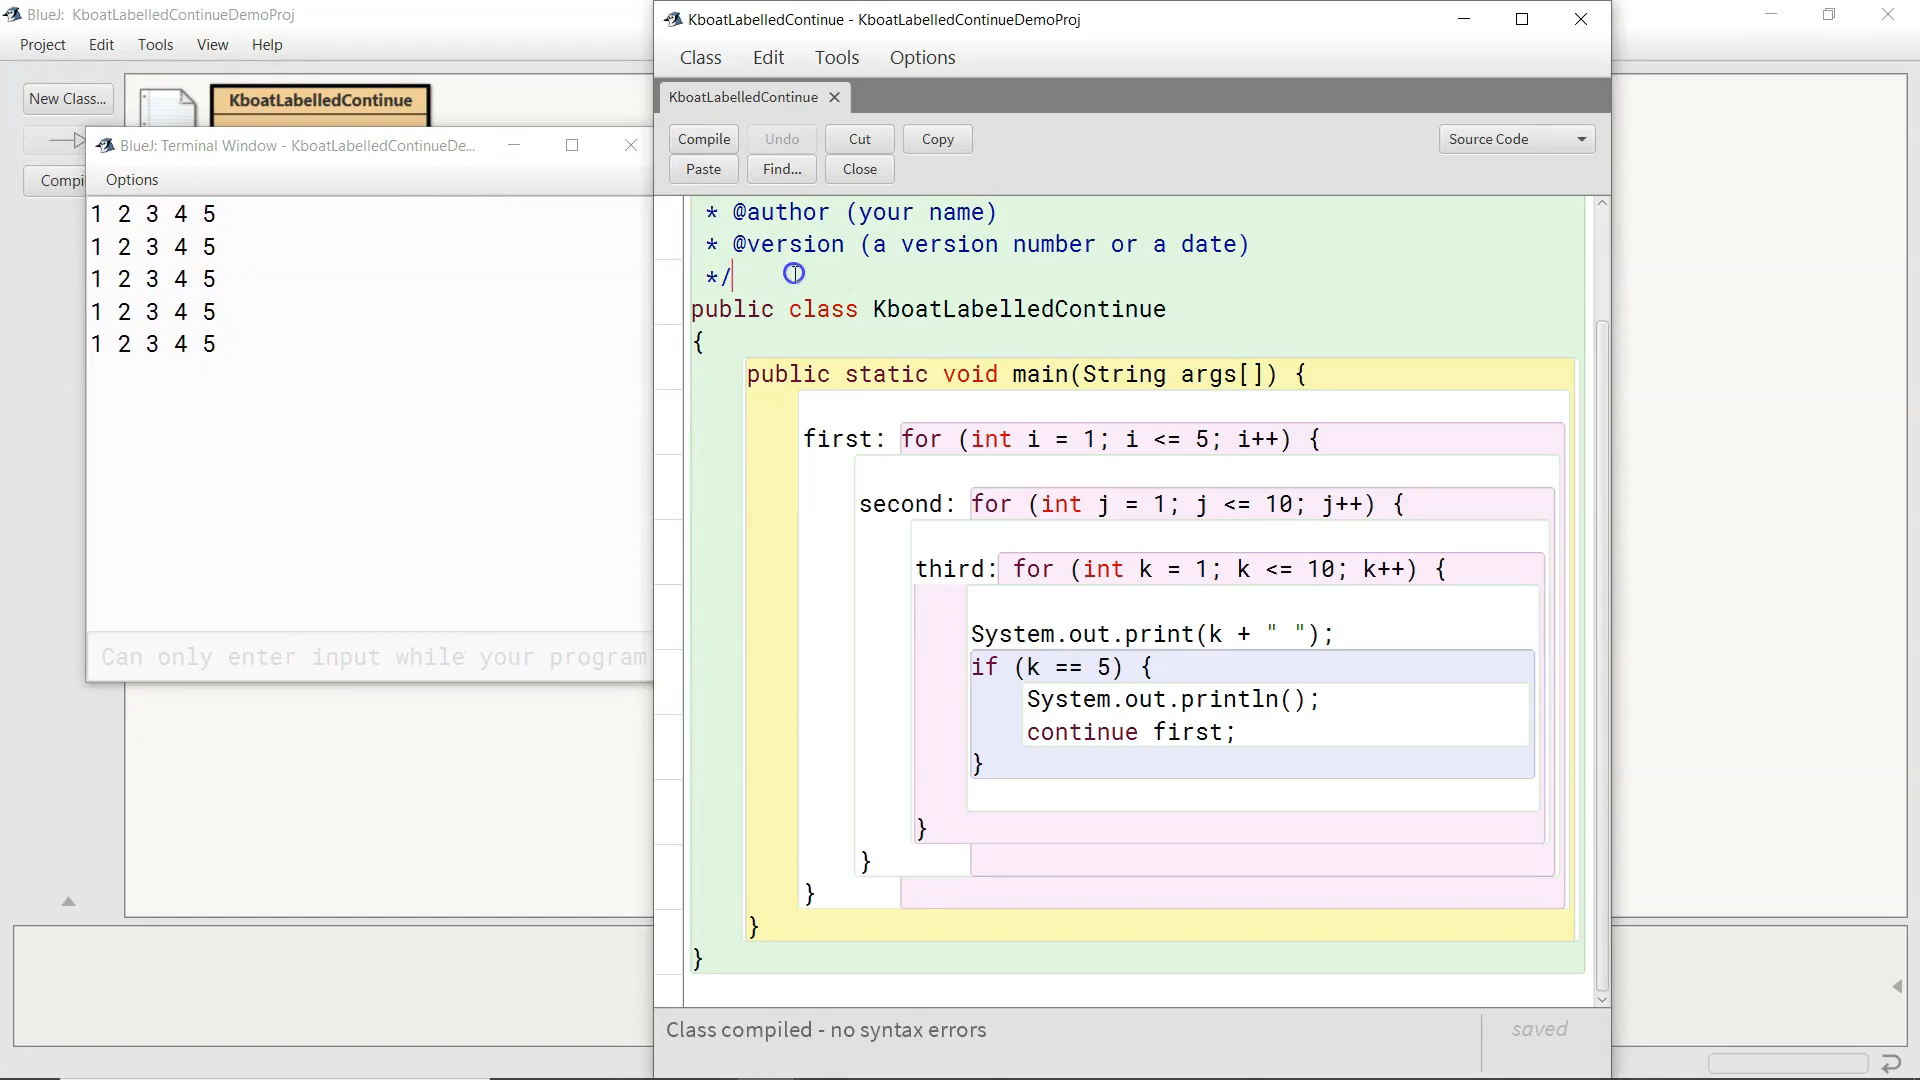 BlueJ: KboatLabelledContinueDemoProj
Project Edit Tools View Help
New Class...
KboatLabelledContinue
Compi
BlueJ: Terminal Window - KboatLabelledContinueDe...
Options
1 2 3 4 5
1 2 3 4 5
1 2 3 4 5
1 2 3 4 5
1 2 3 4 5
Can only enter input while your program
KboatLabelledContinue - KboatLabelledContinueDemoProj
Class Edit Tools Options
KboatLabelledContinue
Compile Undo Cut Copy Source Code
Paste Find... Close
* @author (your name)
* @version (a version number or a date)
*/
public class KboatLabelledContinue
{
public static void main(String args[]) {
first: for (int i = 1; i <= 5; i++) {
second: for (int j = 1; j <= 10; j++) {
third: for (int k = 1; k <= 10; k++) {
System.out.print(k + " ");
if (k == 5) {
System.out.println();
continue first;
}
}
}
}
}
}
Class compiled - no syntax errors
saved